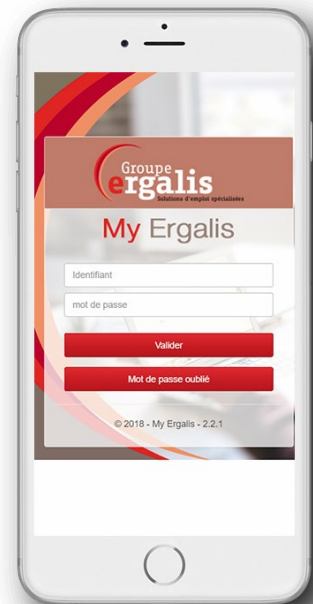 Groupe
ergalis
Solutions d'emploi spécialisées
My Ergalis
Identifiant
mot de passe
Valider
Mot de passe oublié
© 2018 - My Ergalis - 2.2.1